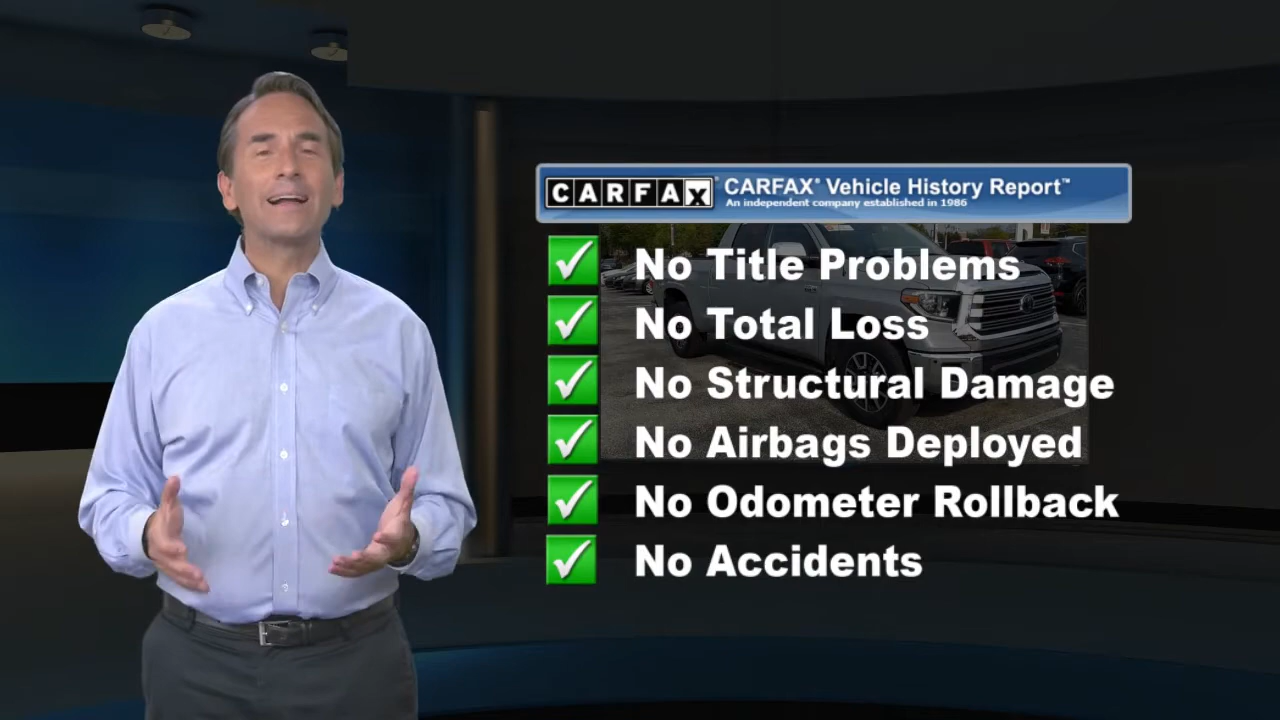 CARFAX® CARFAX® Vehicle History Report™
An independent company established in 1986
No Title Problems
No Total Loss
No Structural Damage
No Airbags Deployed
No Odometer Rollback
No Accidents